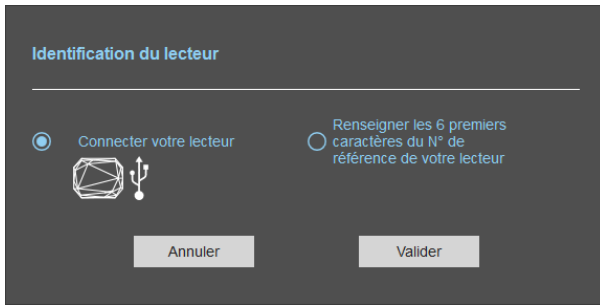 Identification du lecteur
Connecter votre lecteur
Renseigner les 6 premiers
caractères du N° de
référence de votre lecteur
Annuler
Valider